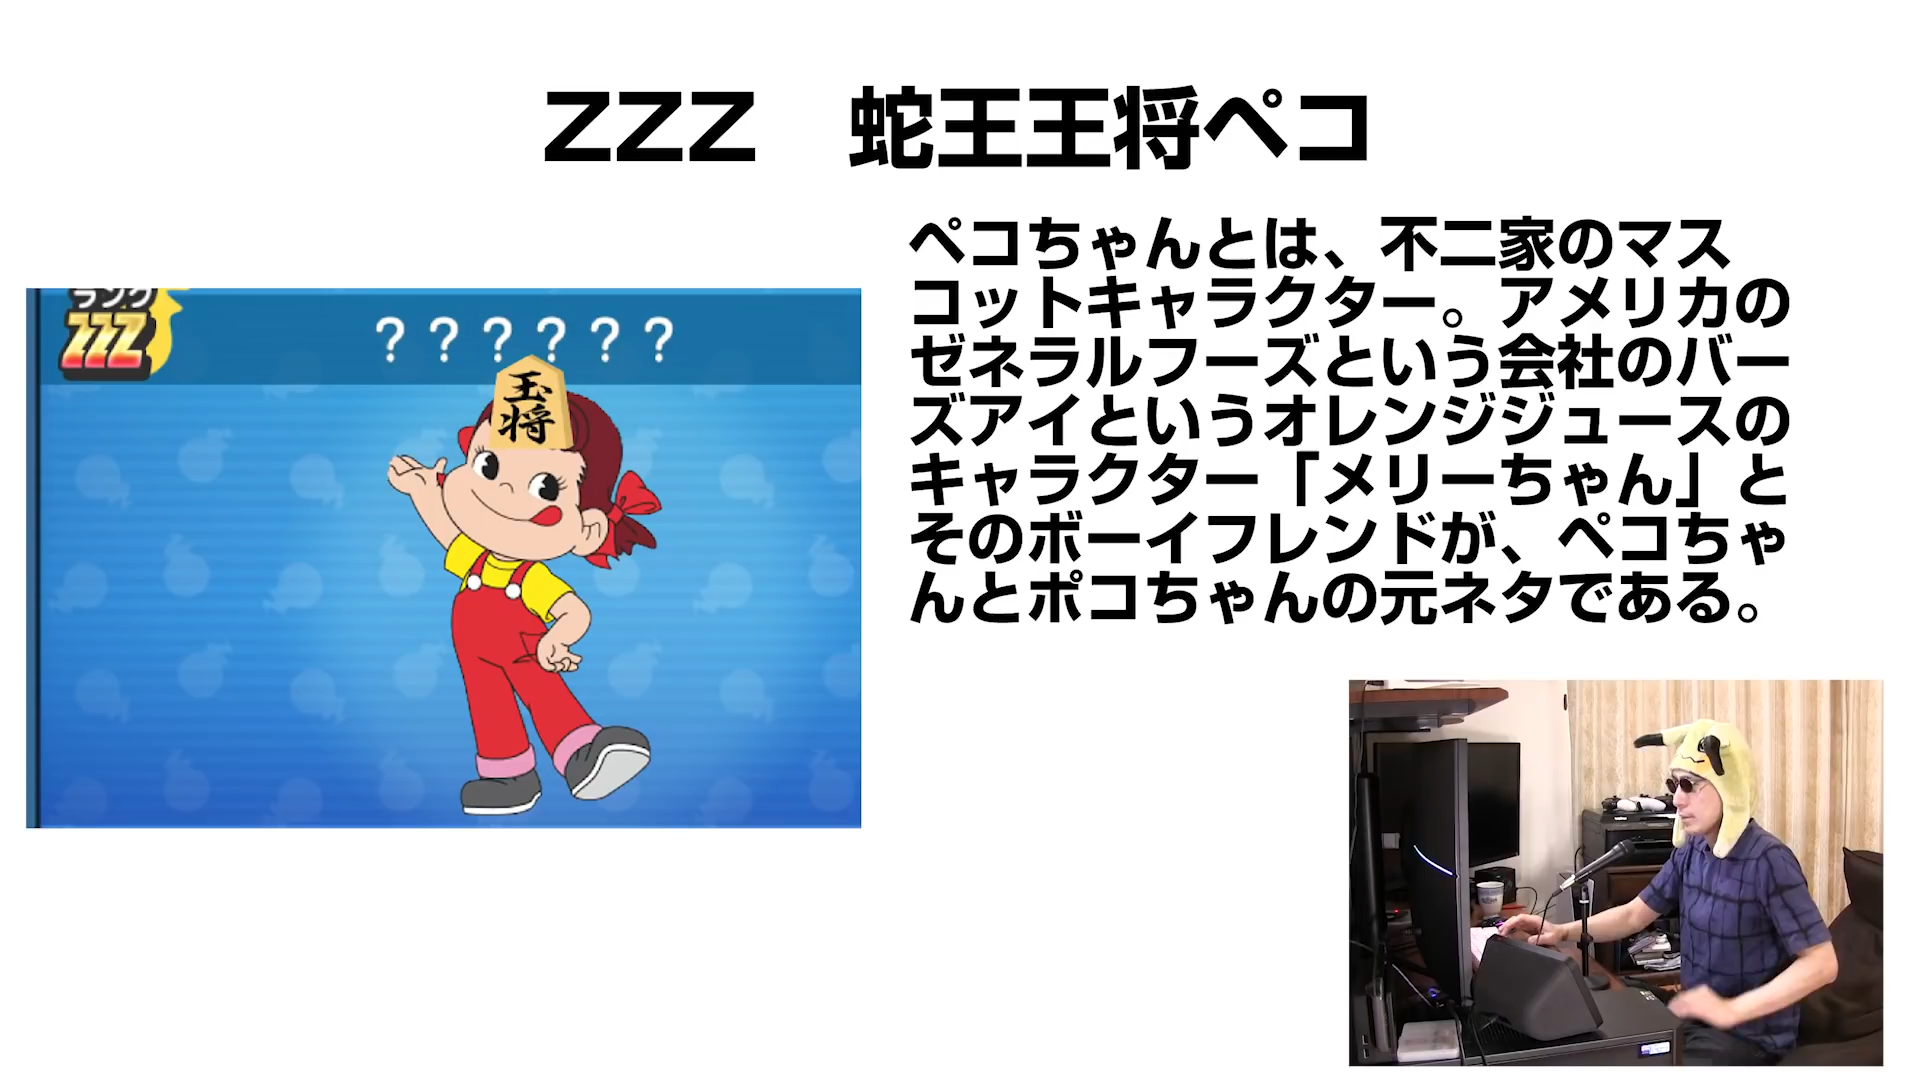 ZZZ　蛇王王将ペコ
ペコちゃんとは、不二家のマス
コットキャラクター。アメリカの
ゼネラルフーズという会社のバー
ズアイというオレンジジュースの
キャラクター「メリーちゃん」と
そのボーイフレンドが、ペコちゃ
んとポコちゃんの元ネタである。
ランク
ZZZ
？？？？？？
玉
将